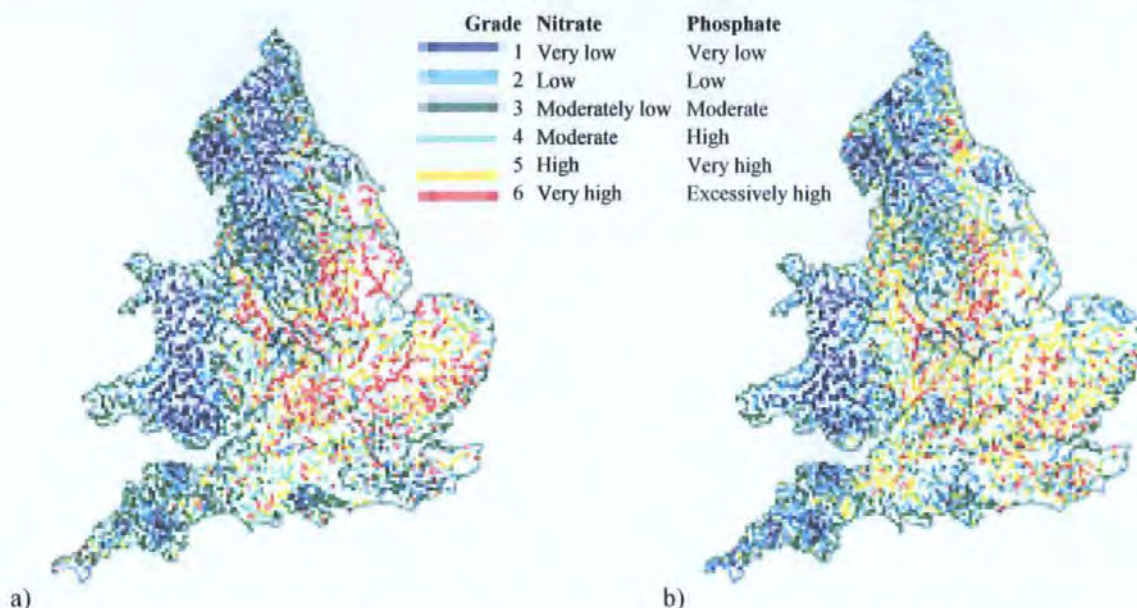 Grade Nitrate Phosphate
1 Very low Very low
2 Low Low
3 Moderately low Moderate
4 Moderate High
5 High Very high
6 Very high Excessively high
a) b)